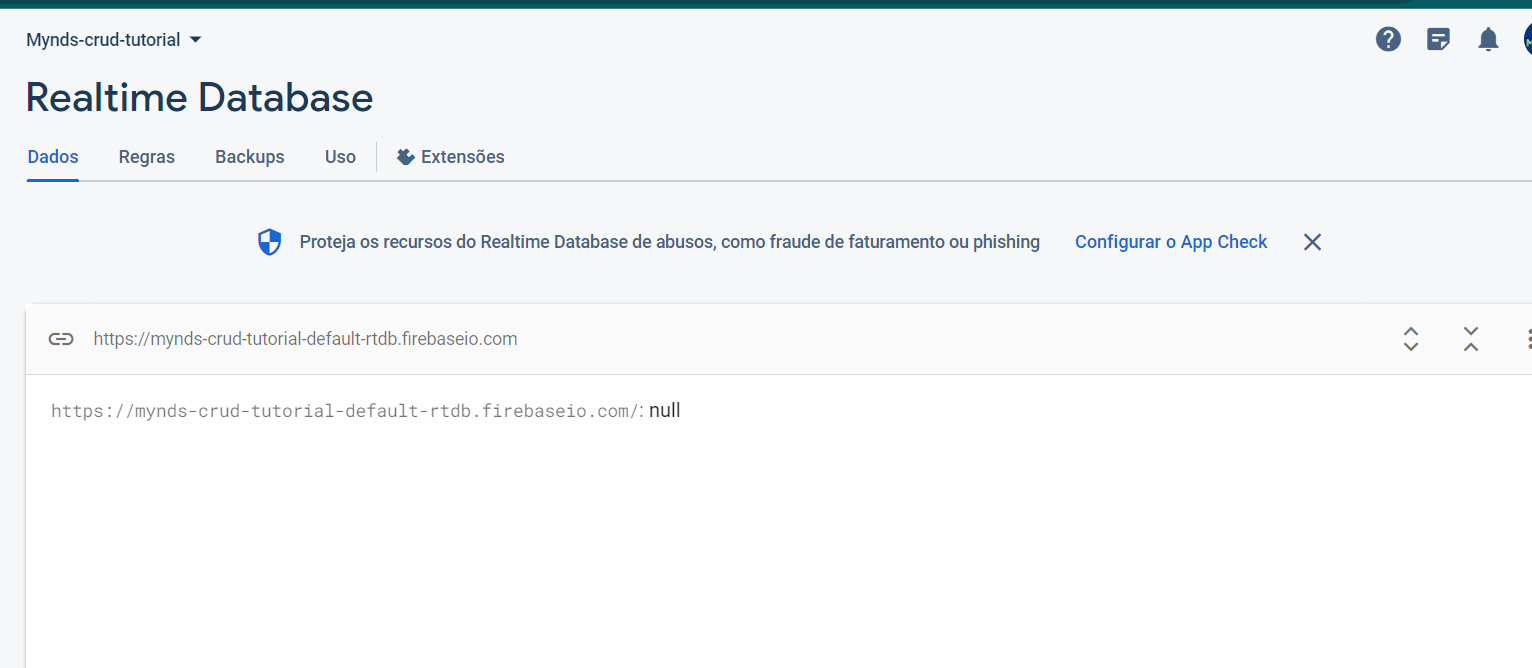 Mynds-crud-tutorial
Realtime Database
Dados Regras Backups Uso Extensões
Proteja os recursos do Realtime Database de abusos, como fraude de faturamento ou phishing Configurar o App Check
https://mynds-crud-tutorial-default-rtdb.firebaseio.com
https://mynds-crud-tutorial-default-rtdb.firebaseio.com/: null